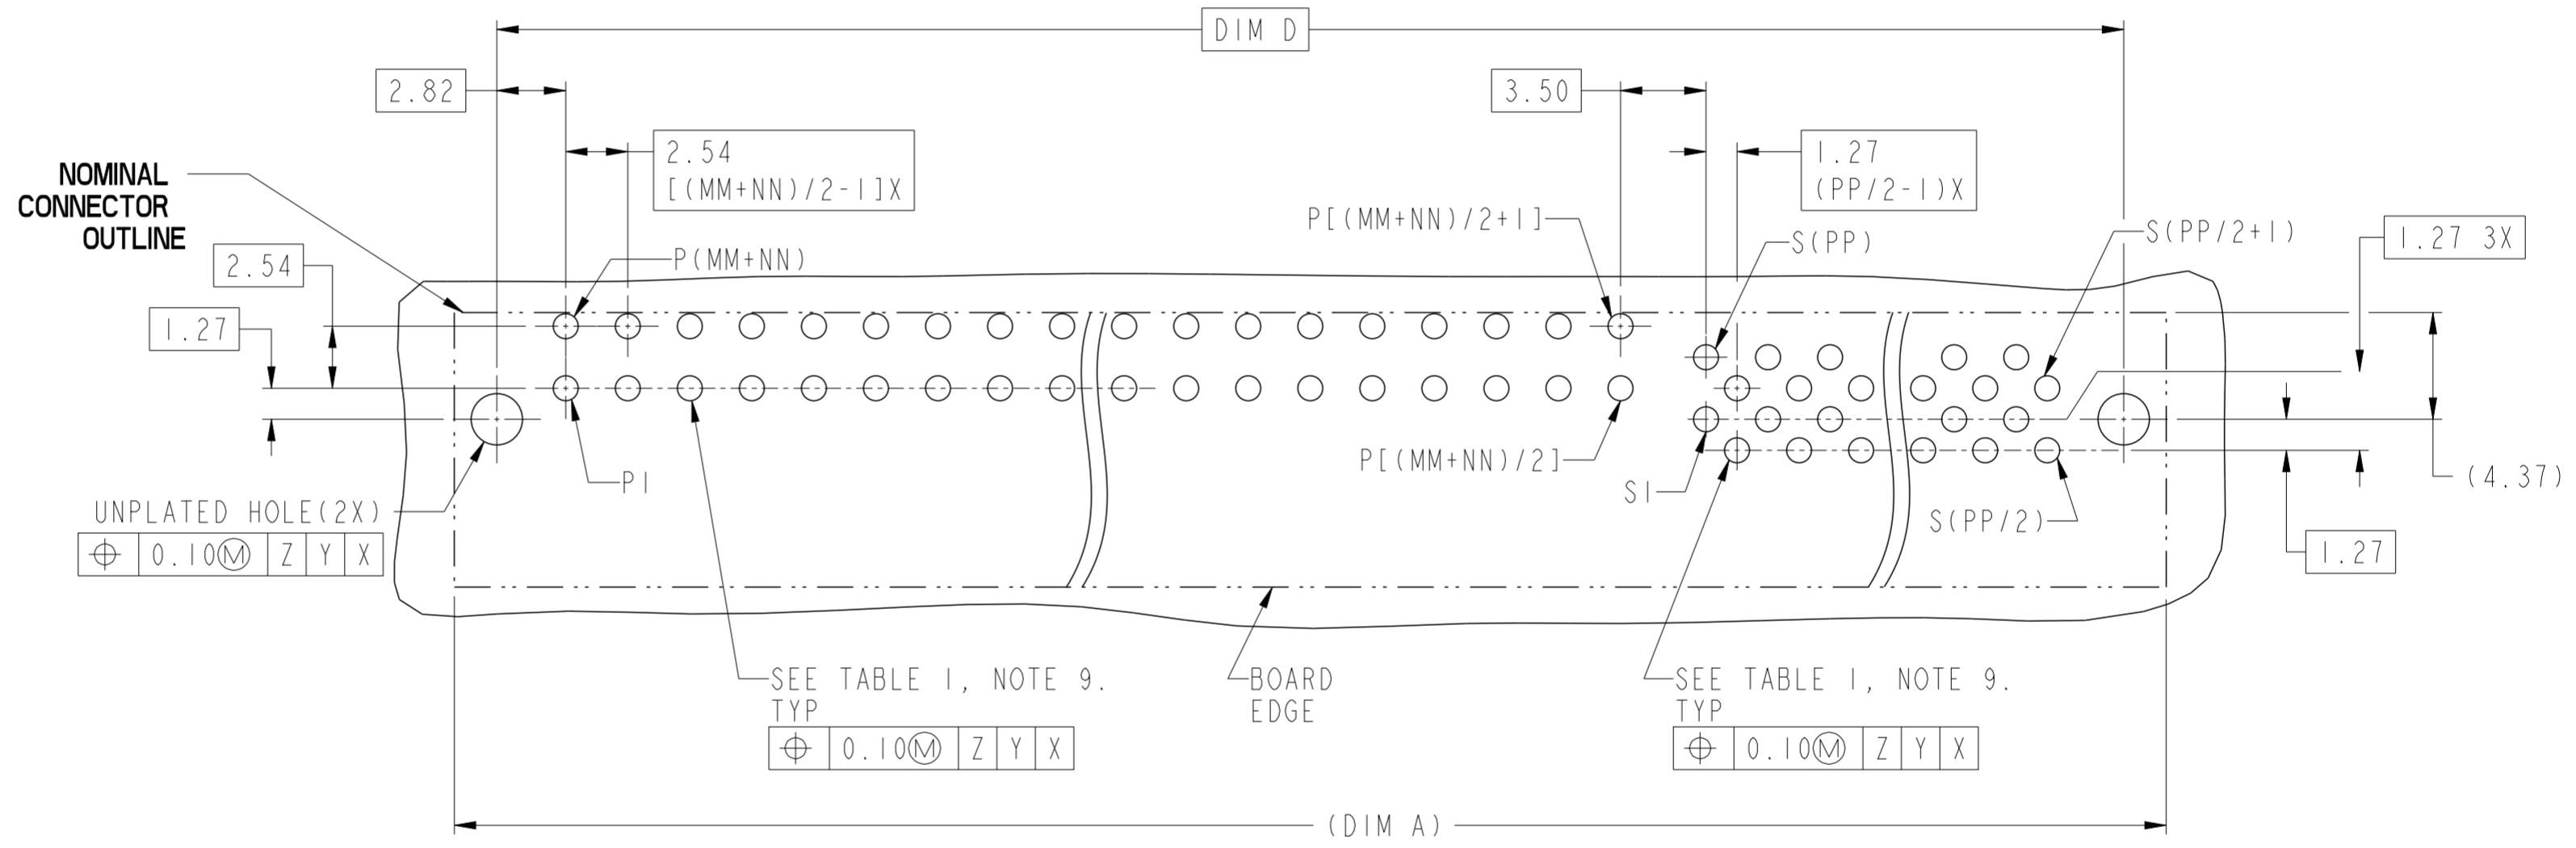 DIM D
2.82
3.50
2.54
[(MM+NN)/2-1]X
1.27
(PP/2-1)X
NOMINAL
CONNECTOR
OUTLINE
P[(MM+NN)/2+1]
S(PP)
S(PP/2+1)
1.27 3X
2.54
P(MM+NN)
1.27
P[(MM+NN)/2]
P1
S1
(4.37)
UNPLATED HOLE(2X)
⌖ 0.10Ⓜ Z Y X
S(PP/2)
1.27
SEE TABLE 1, NOTE 9.
TYP
⌖ 0.10Ⓜ Z Y X
BOARD
EDGE
SEE TABLE 1, NOTE 9.
TYP
⌖ 0.10Ⓜ Z Y X
(DIM A)